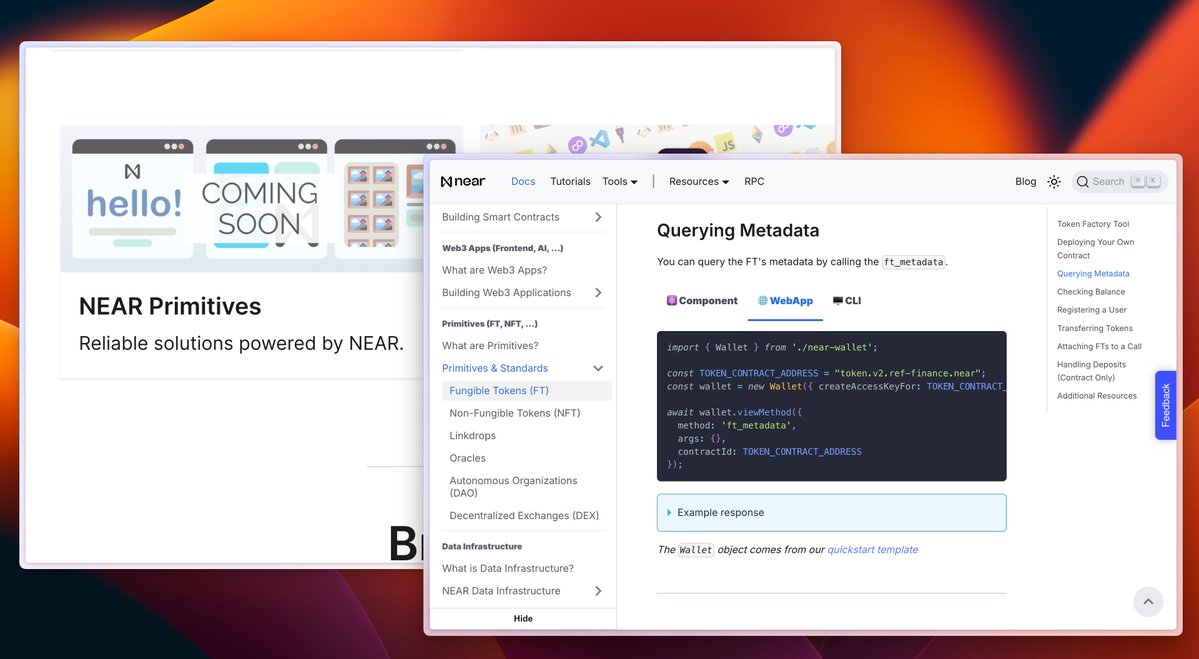 hello!
COMING
SOON
JS
NEAR Primitives
Reliable solutions powered by NEAR.
near
Docs
Tutorials
Tools
Resources
RPC
Blog
Search
⌘ K
Building Smart Contracts
Web3 Apps (Frontend, AI, ...)
What are Web3 Apps?
Building Web3 Applications
Primitives (FT, NFT, ...)
What are Primitives?
Primitives & Standards
Fungible Tokens (FT)
Non-Fungible Tokens (NFT)
Linkdrops
Oracles
Autonomous Organizations
(DAO)
Decentralized Exchanges (DEX)
Data Infrastructure
What is Data Infrastructure?
NEAR Data Infrastructure
Hide
Querying Metadata
You can query the FT's metadata by calling the ft_metadata.
Component
WebApp
CLI
import { Wallet } from './near-wallet';
const TOKEN_CONTRACT_ADDRESS = "token.v2.ref-finance.near";
const wallet = new Wallet({ createAccessKeyFor: TOKEN_CONTRACT_
await wallet.viewMethod({
method: 'ft_metadata',
args: {},
contractId: TOKEN_CONTRACT_ADDRESS
});
Example response
The Wallet object comes from our quickstart template
Token Factory Tool
Deploying Your Own
Contract
Querying Metadata
Checking Balance
Registering a User
Transferring Tokens
Attaching FTs to a Call
Handling Deposits
(Contract Only)
Additional Resources
Feedback